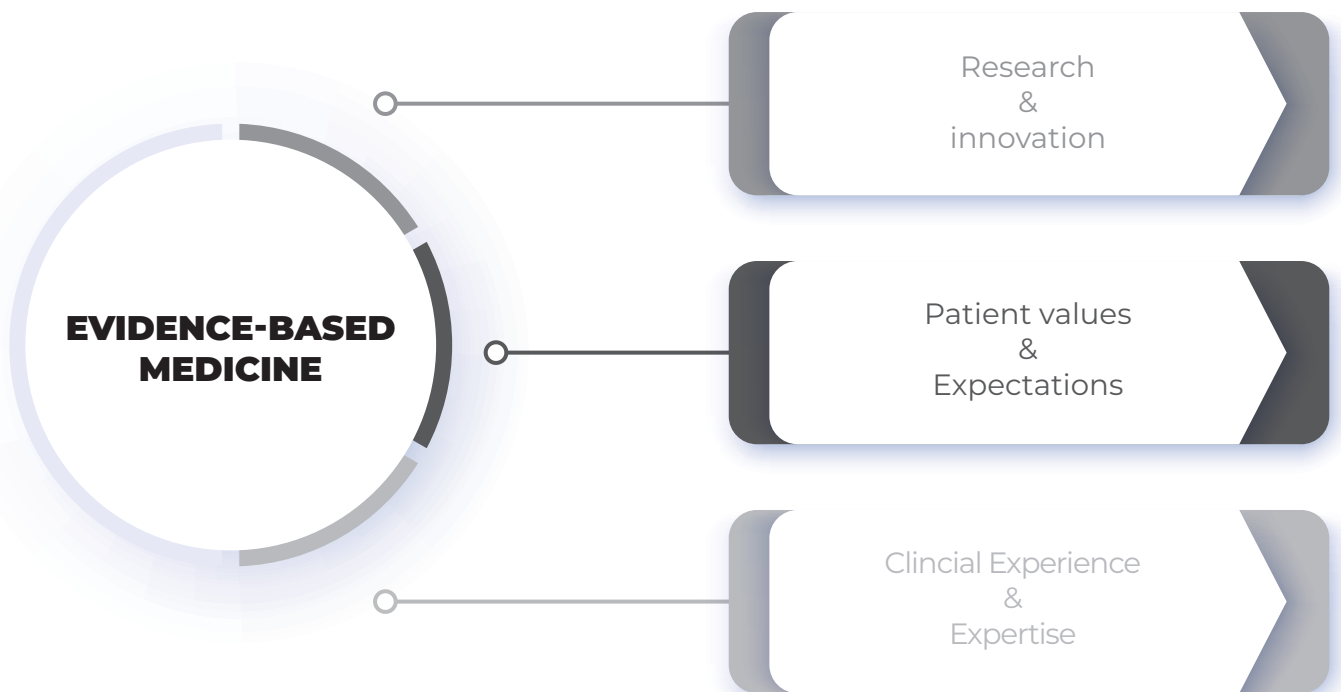 Research
&
innovation
EVIDENCE-BASED
MEDICINE
Patient values
&
Expectations
Clincial Experience
&
Expertise